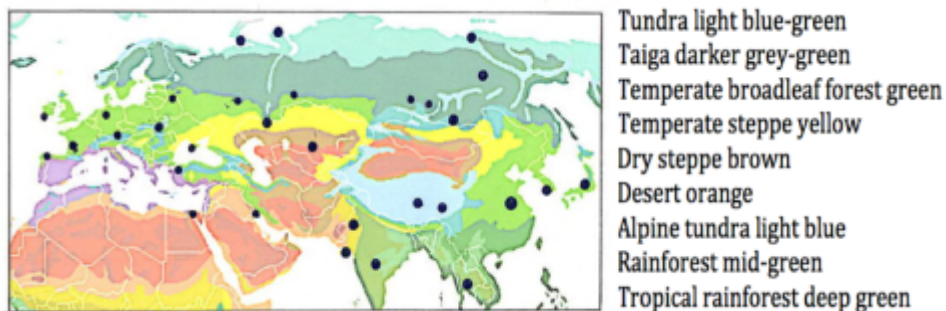 Tundra light blue-green
Taiga darker grey-green
Temperate broadleaf forest green
Temperate steppe yellow
Dry steppe brown
Desert orange
Alpine tundra light blue
Rainforest mid-green
Tropical rainforest deep green